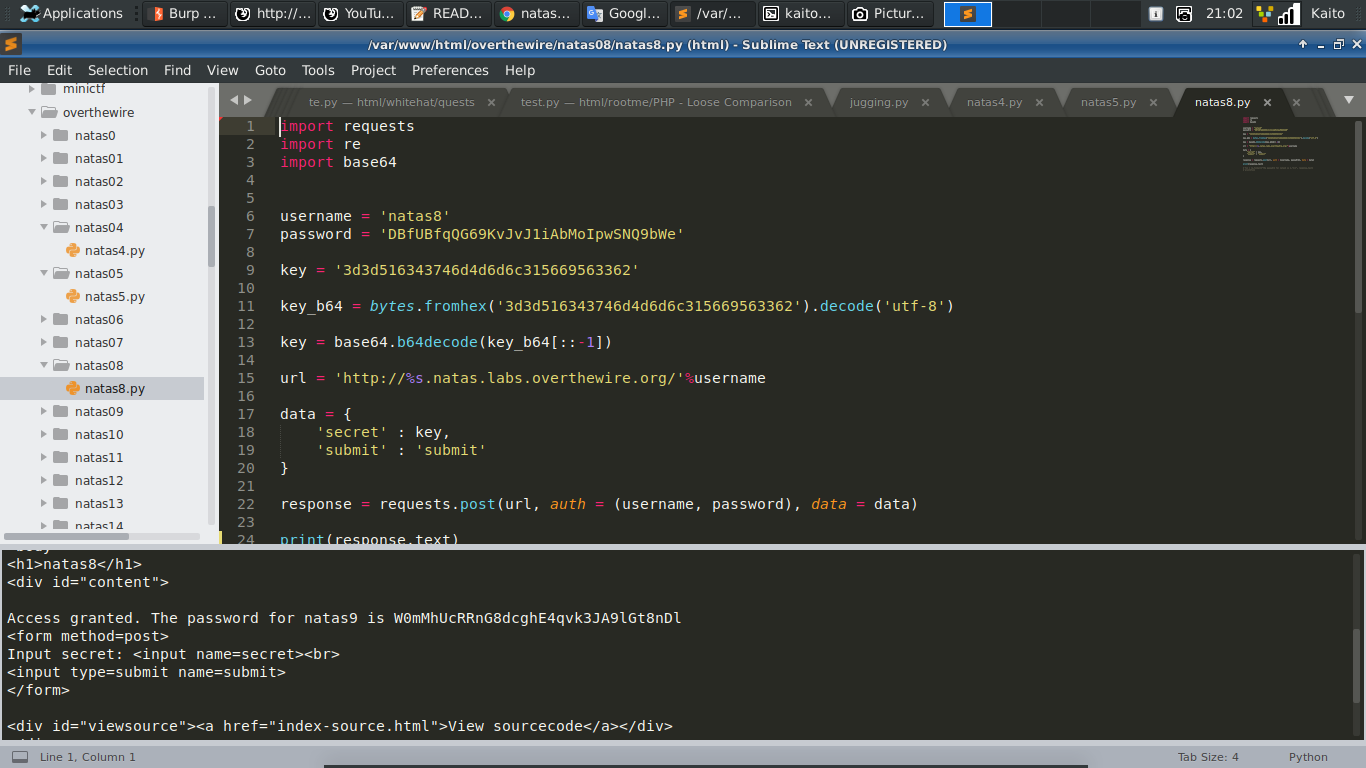 Applications Burp ... http://... YouTu... READ... natas... Googl... /var/... kaito... Pictur... 21:02 Kaito
/var/www/html/overthewire/natas08/natas8.py (html) - Sublime Text (UNREGISTERED)
File Edit Selection Find View Goto Tools Project Preferences Help
minictf
overthewire
natas0
natas01
natas02
natas03
natas04
natas4.py
natas05
natas5.py
natas06
natas07
natas08
natas8.py
natas09
natas10
natas11
natas12
natas13
natas14
te.py — html/whitehat/quests test.py — html/rootme/PHP - Loose Comparison jugging.py natas4.py natas5.py natas8.py
1 import requests
2 import re
3 import base64
4
5
6 username = 'natas8'
7 password = 'DBfUBfqQG69KvJvJ1iAbMoIpwSNQ9bWe'
8
9 key = '3d3d516343746d4d6d6c315669563362'
10
11 key_b64 = bytes.fromhex('3d3d516343746d4d6d6c315669563362').decode('utf-8')
12
13 key = base64.b64decode(key_b64[::-1])
14
15 url = 'http://%s.natas.labs.overthewire.org/'%username
16
17 data = {
18 'secret' : key,
19 'submit' : 'submit'
20 }
21
22 response = requests.post(url, auth = (username, password), data = data)
23
24 print(response.text)
<h1>natas8</h1>
<div id="content">
Access granted. The password for natas9 is W0mMhUcRRnG8dcghE4qvk3JA9lGt8nDl
<form method=post>
Input secret: <input name=secret><br>
<input type=submit name=submit>
</form>
<div id="viewsource"><a href="index-source.html">View sourcecode</a></div>
Line 1, Column 1 Tab Size: 4 Python